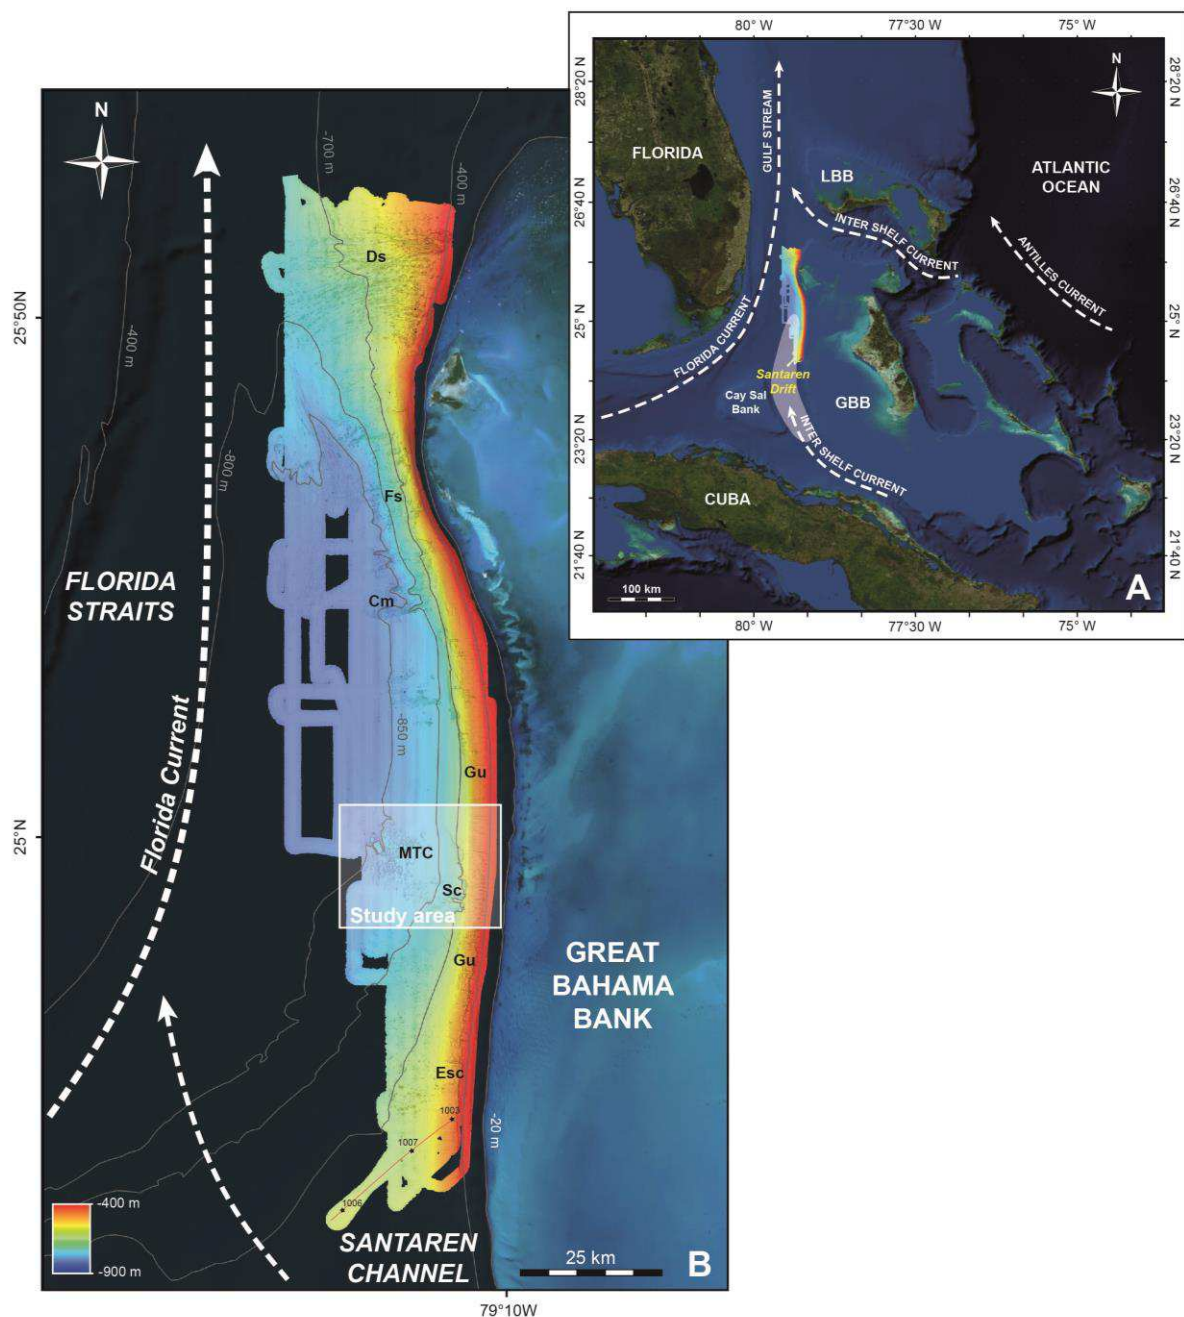 80° W
77°30 W
75° W
N
28°20 N
26°40 N
25° N
23°20 N
21°40 N
FLORIDA
GULF STREAM
LBB
ATLANTIC
OCEAN
INTER SHELF CURRENT
ANTILLES CURRENT
FLORIDA CURRENT
Santaren
Drift
Cay Sal
Bank
GBB
INTER SHELF CURRENT
CUBA
100 km
A
28°20 N
26°40 N
25° N
23°20 N
21°40 N
80° W
77°30 W
75° W
N
-700 m
-400 m
Ds
25°50N
-400 m
-800 m
Fs
FLORIDA
STRAITS
Cm
Florida Current
-850 m
Gu
25°N
MTC
Sc
Study area
Gu
GREAT
BAHAMA
BANK
Esc
1003
-20 m
1007
1006
-400 m
-900 m
SANTAREN
CHANNEL
25 km
B
79°10W